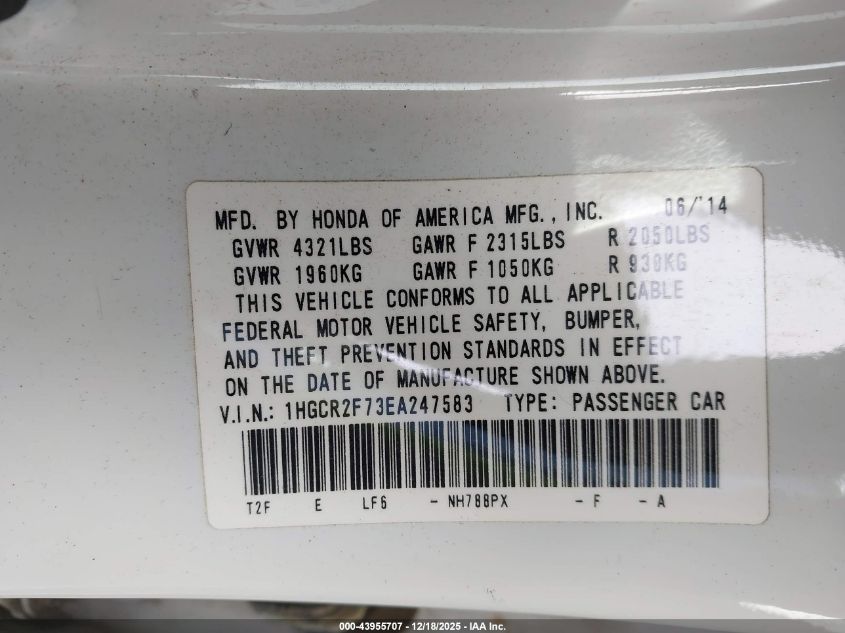 MFD. BY HONDA OF AMERICA MFG., INC. 06/'14
GVWR 4321LBS GAWR F 2315LBS R 2050LBS
GVWR 1960KG GAWR F 1050KG R 930KG
THIS VEHICLE CONFORMS TO ALL APPLICABLE
FEDERAL MOTOR VEHICLE SAFETY, BUMPER,
AND THEFT PREVENTION STANDARDS IN EFFECT
ON THE DATE OF MANUFACTURE SHOWN ABOVE.
V.I.N.: 1HGCR2F73EA247583 TYPE: PASSENGER CAR
T2F E LF6 - NH788PX - F - A
000-43955707 - 12/18/2025 - IAA Inc.